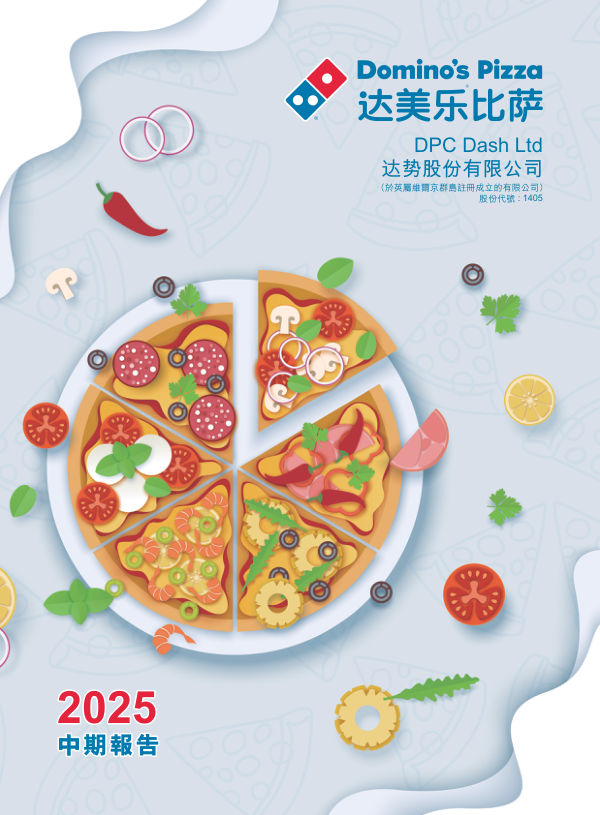 Domino's Pizza
达美乐比萨
DPC Dash Ltd
达势股份有限公司
（於英屬維爾京群島註冊成立的有限公司）
股份代號：1405
2025
中期報告